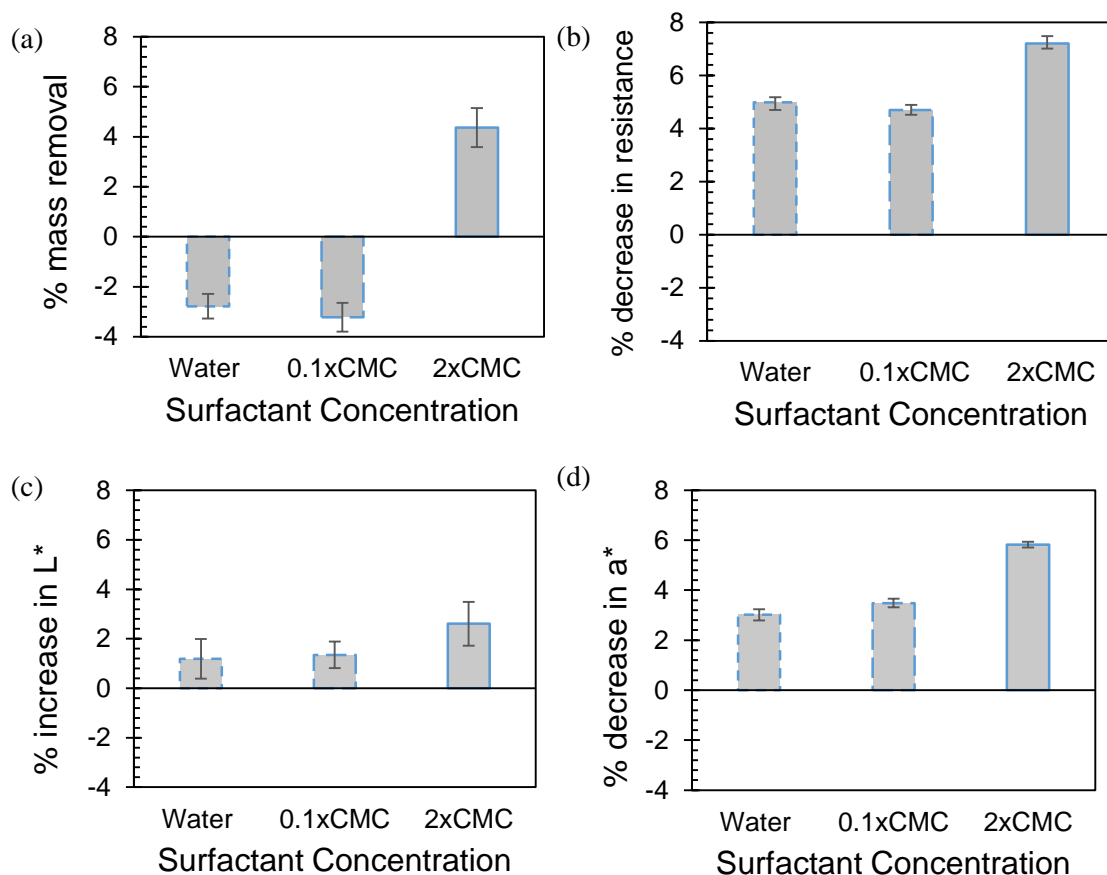 (a)
% mass removal
8
6
4
2
0
-2
-4
Water 0.1xCMC 2xCMC
Surfactant Concentration
(b)
% decrease in resistance
8
6
4
2
0
-2
-4
Water 0.1xCMC 2xCMC
Surfactant Concentration
(c)
% increase in L*
8
6
4
2
0
-2
-4
Water 0.1xCMC 2xCMC
Surfactant Concentration
(d)
% decrease in a*
8
6
4
2
0
-2
-4
Water 0.1xCMC 2xCMC
Surfactant Concentration